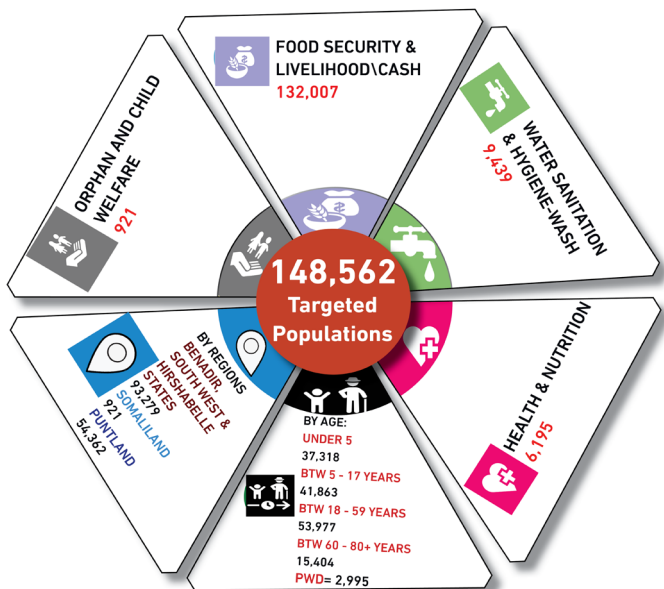 FOOD SECURITY &
LIVELIHOOD\CASH
132,007
WATER SANITATION
& HYGIENE-WASH
9,439
ORPHAN AND CHILD
WELFARE
921
148,562
Targeted
Populations
HEALTH & NUTRITION
6,195
BY REGIONS
BENADIR,
SOUTH WEST &
HIRSHABELLE
STATES
93,279
SOMALILAND
921
PUNTLAND
54,362
BY AGE:
UNDER 5
37,318
BTW 5 - 17 YEARS
41,863
BTW 18 - 59 YEARS
53,977
BTW 60 - 80+ YEARS
15,404
PWD= 2,995